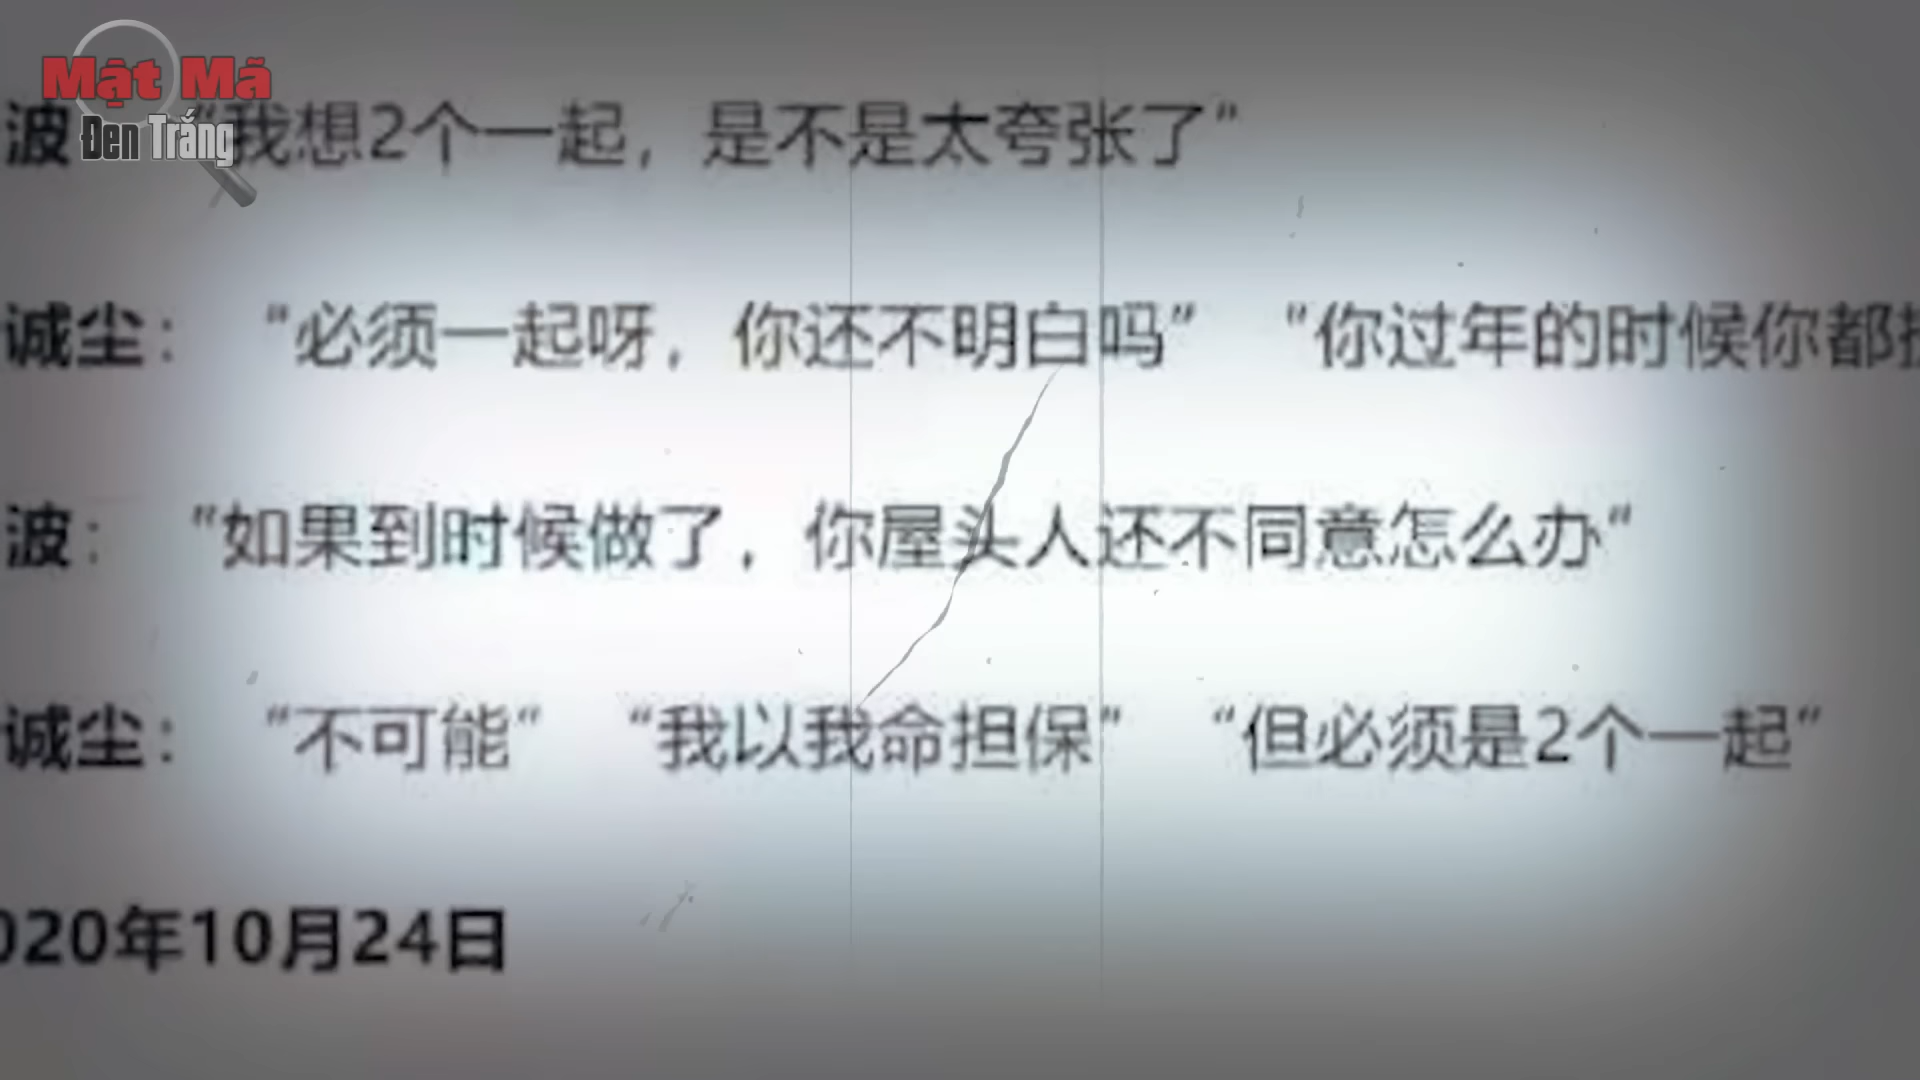 Mật Mã
Đen Trắng
波 “我想2个一起，是不是太夸张了”
诚尘： “必须一起呀，你还不明白吗” “你过年的时候你都
波： “如果到时候做了，你屋头人还不同意怎么办“
诚尘： “不可能“ “我以我命担保” “但必须是2个一起”
020年10月24日